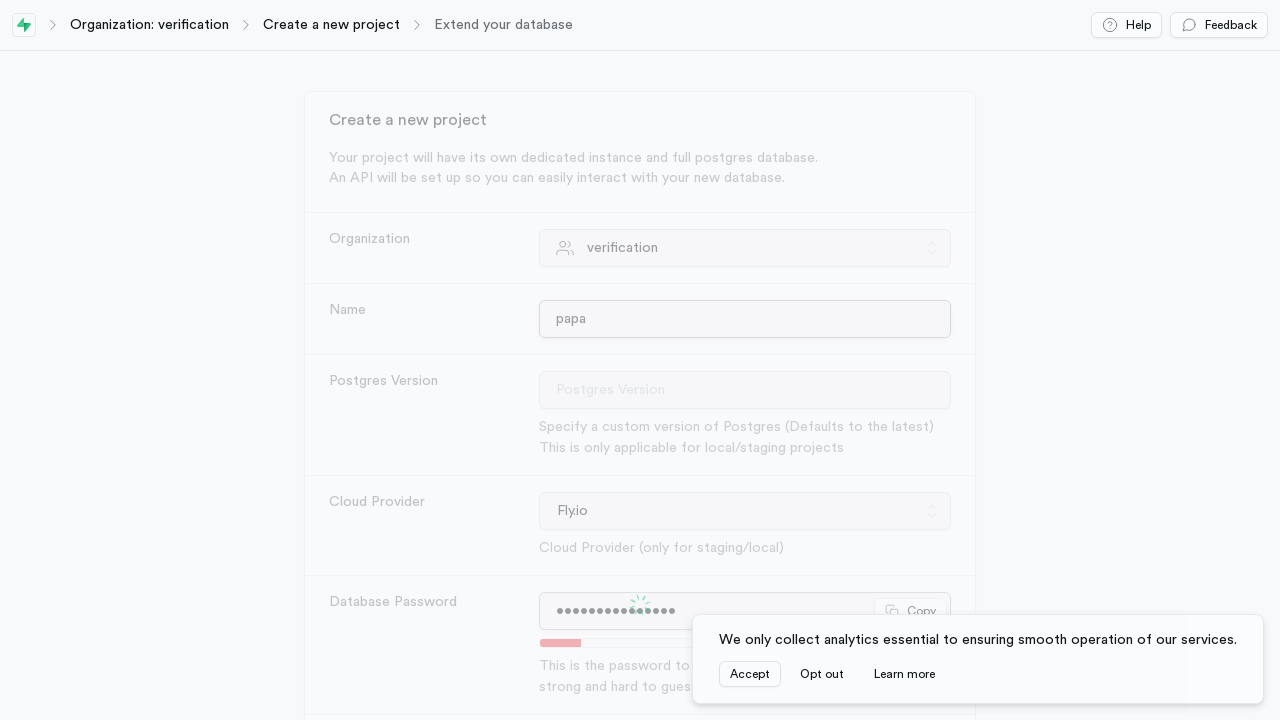 Organization: verification
Create a new project
Extend your database
Help
Feedback
Create a new project
Your project will have its own dedicated instance and full postgres database.
An API will be set up so you can easily interact with your new database.
Organization
verification
Name
papa
Postgres Version
Postgres Version
Specify a custom version of Postgres (Defaults to the latest)
This is only applicable for local/staging projects
Cloud Provider
Fly.io
Cloud Provider (only for staging/local)
Database Password
Copy
This is the password to
strong and hard to gues
We only collect analytics essential to ensuring smooth operation of our services.
Accept
Opt out
Learn more